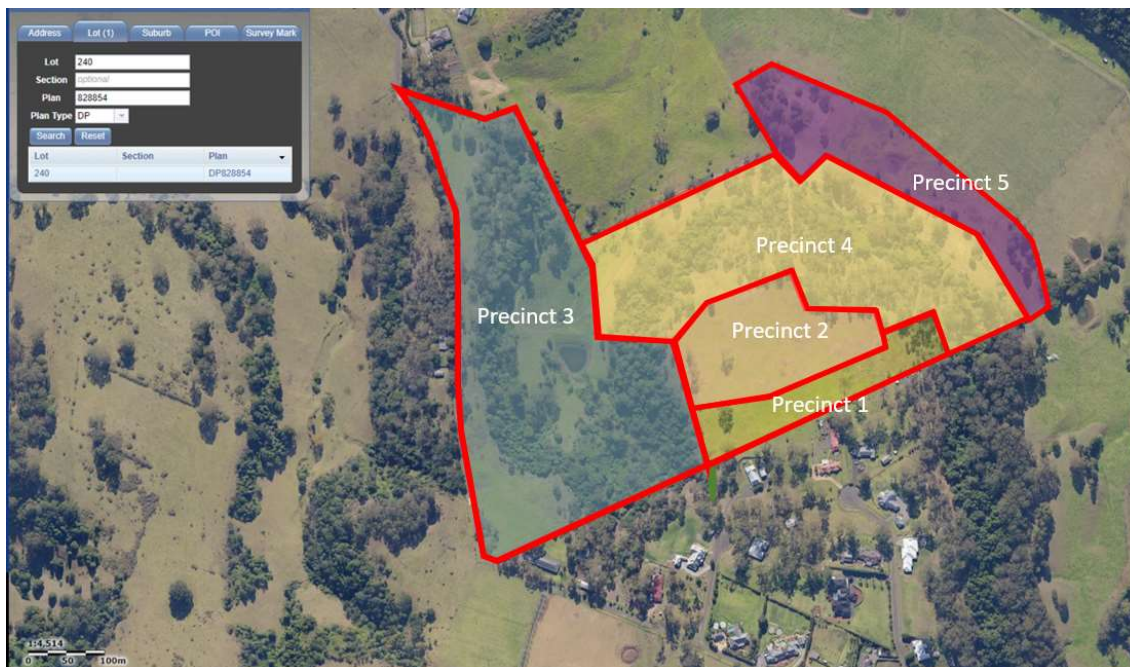 Address Lot (1) Suburb POI Survey Mark
Lot 240
Section optional
Plan 828854
Plan Type DP
Search Reset
Lot Section Plan
240 DP828854
Precinct 5
Precinct 4
Precinct 3
Precinct 2
Precinct 1
1:4,514
0 50 100m